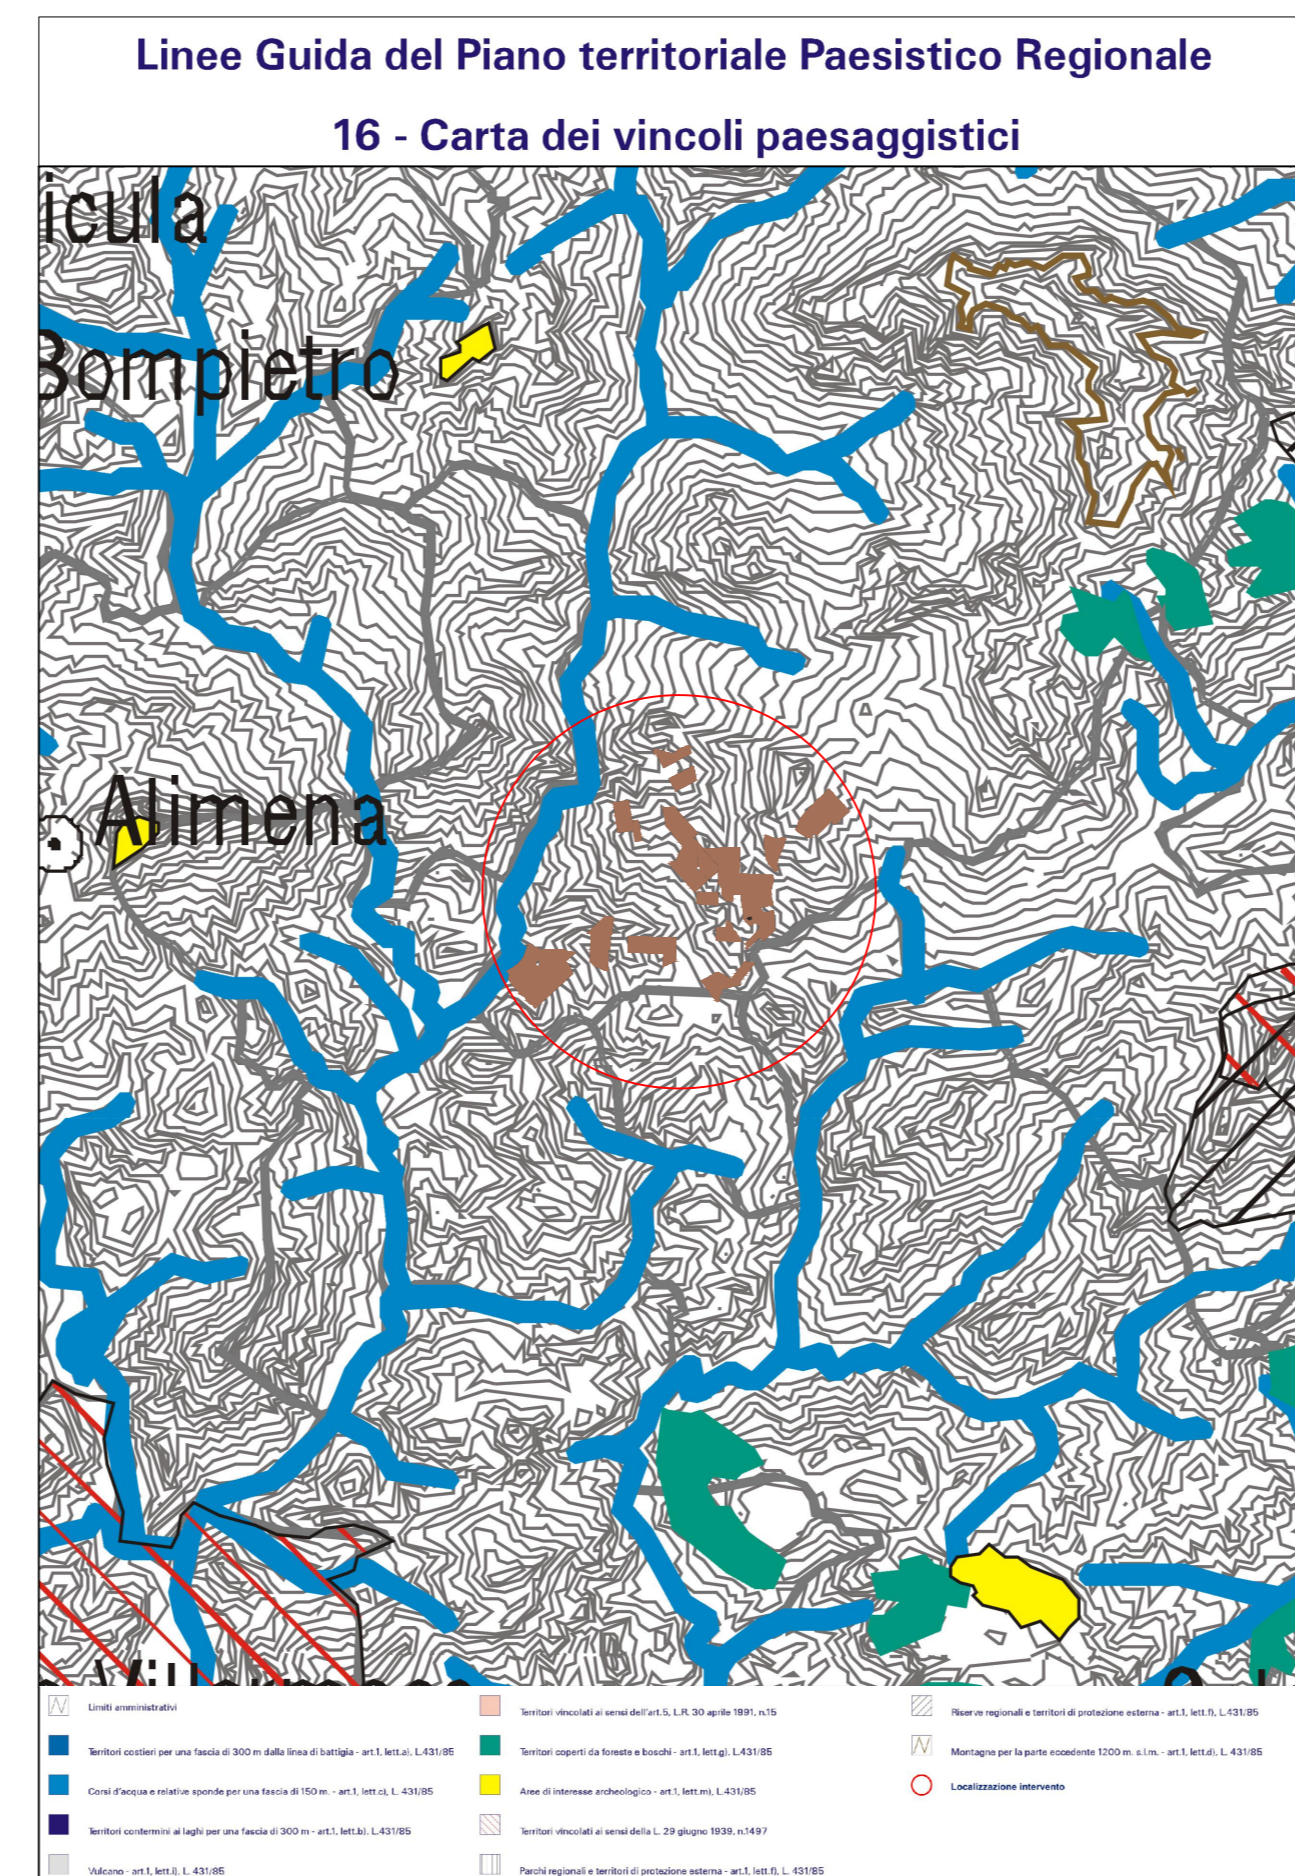 Linee Guida del Piano territoriale Paesistico Regionale
16 - Carta dei vincoli paesaggistici
icula
Bompietro
Alimena
Limiti amministrativi
Territori costieri per una fascia di 300 m dalla linea di battigia - art.1, lett.a), L.431/85
Corsi d'acqua e relative sponde per una fascia di 150 m. - art.1, lett.c), L. 431/85
Territori contermini ai laghi per una fascia di 300 m - art.1, lett.b). L.431/85
Vulcano - art.1, lett.i). L. 431/85
Territori vincolati ai sensi dell'art.5, L.R. 30 aprile 1991, n.15
Territori coperti da foreste e boschi - art.1, lett.g). L.431/85
Aree di interesse archeologico - art.1, lett.m), L.431/85
Territori vincolati ai sensi della L. 29 giugno 1939, n.1497
Parchi regionali e territori di protezione esterna - art.1, lett.f), L. 431/85
Riserve regionali e territori di protezione esterna - art.1, lett.f), L.431/85
Montagne per la parte eccedente 1200 m. s.l.m. - art.1, lett.d), L. 431/85
Localizzazione intervento